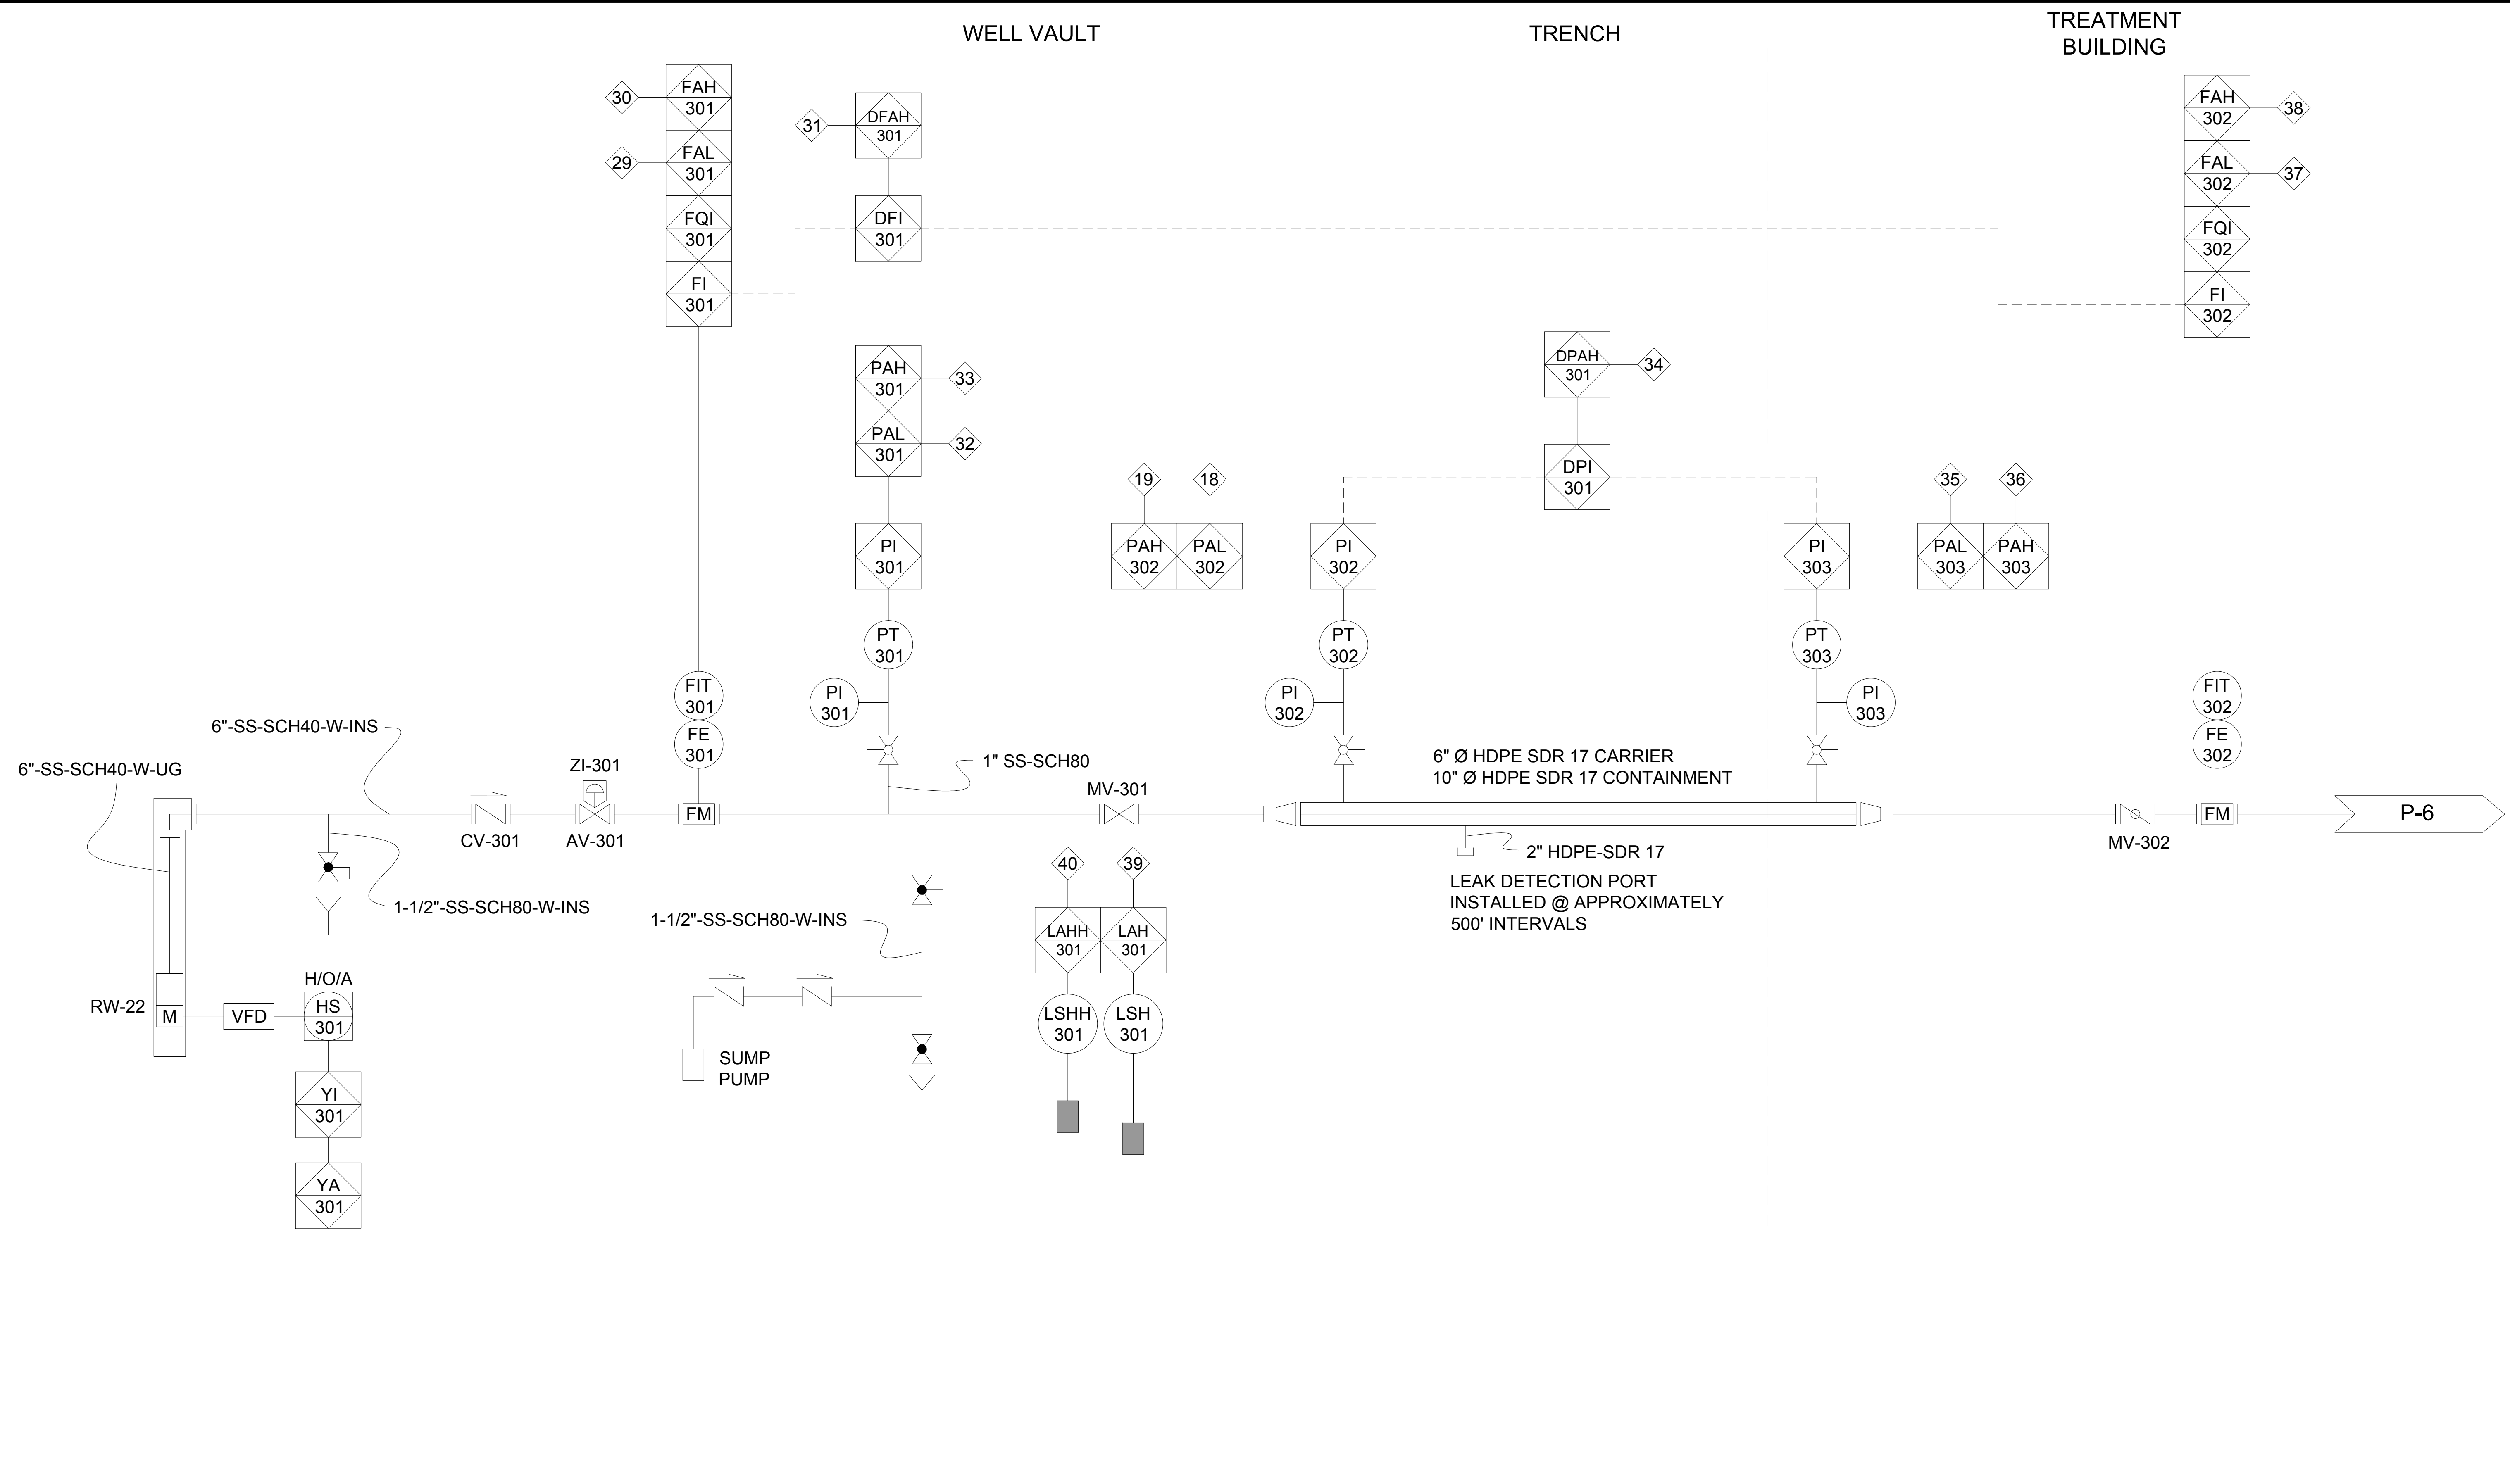 WELL VAULT
TRENCH
TREATMENT
BUILDING
30
FAH
301
29
FAL
301
FQI
301
FI
301
31
DFAH
301
DFI
301
FAH
302
38
FAL
302
37
FQI
302
FI
302
PAH
301
33
PAL
301
32
PI
301
PT
301
PI
301
DPAH
301
34
DPI
301
19
18
PAH
302
PAL
302
PI
302
PT
302
PI
302
35
36
PI
303
PAL
303
PAH
303
PT
303
PI
303
FIT
301
FE
301
FIT
302
FE
302
6"-SS-SCH40-W-INS
6"-SS-SCH40-W-UG
ZI-301
CV-301
AV-301
FM
1" SS-SCH80
MV-301
6" Ø HDPE SDR 17 CARRIER
10" Ø HDPE SDR 17 CONTAINMENT
MV-302
FM
P-6
2" HDPE-SDR 17
LEAK DETECTION PORT
INSTALLED @ APPROXIMATELY
500' INTERVALS
1-1/2"-SS-SCH80-W-INS
1-1/2"-SS-SCH80-W-INS
40
39
LAHH
301
LAH
301
LSHH
301
LSH
301
RW-22
M
VFD
H/O/A
HS
301
YI
301
YA
301
SUMP
PUMP